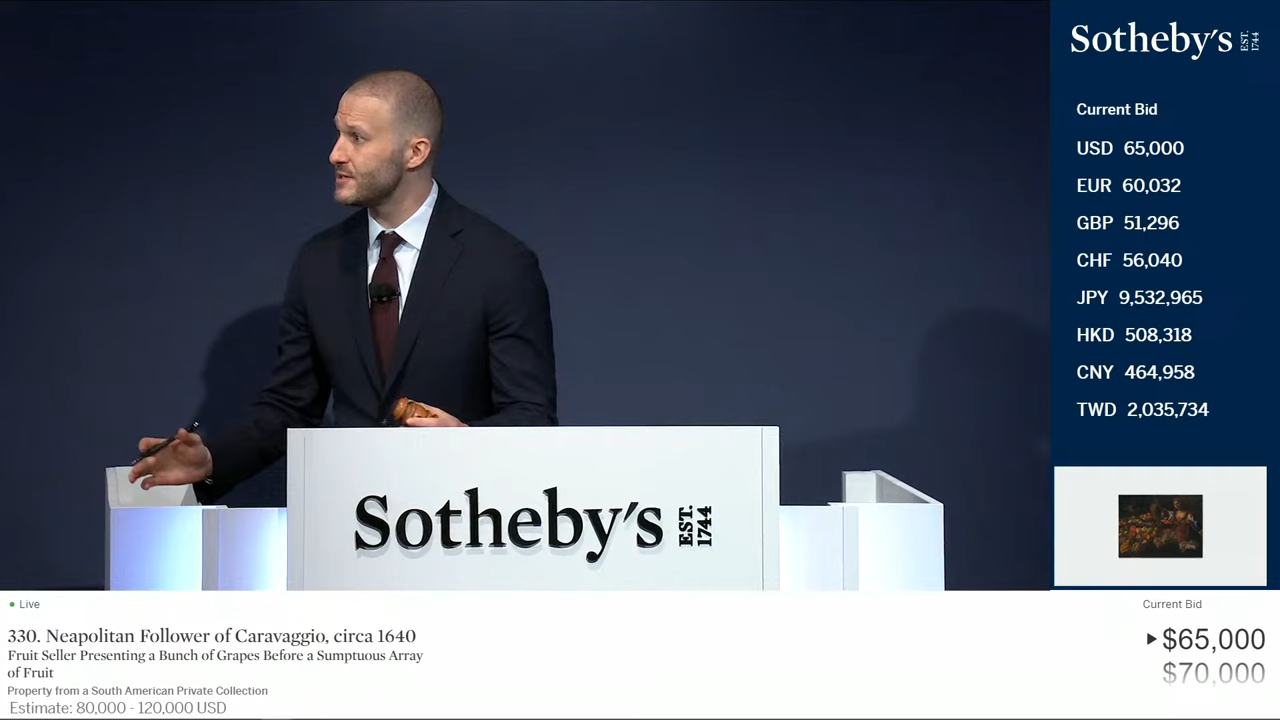 Sotheby's EST. 1744
Current Bid
USD 65,000
EUR 60,032
GBP 51,296
CHF 56,040
JPY 9,532,965
HKD 508,318
CNY 464,958
TWD 2,035,734
Sotheby's EST. 1744
Live
330. Neapolitan Follower of Caravaggio, circa 1640
Fruit Seller Presenting a Bunch of Grapes Before a Sumptuous Array
of Fruit
Property from a South American Private Collection
Estimate: 80,000 - 120,000 USD
Current Bid
$65,000
$70,000